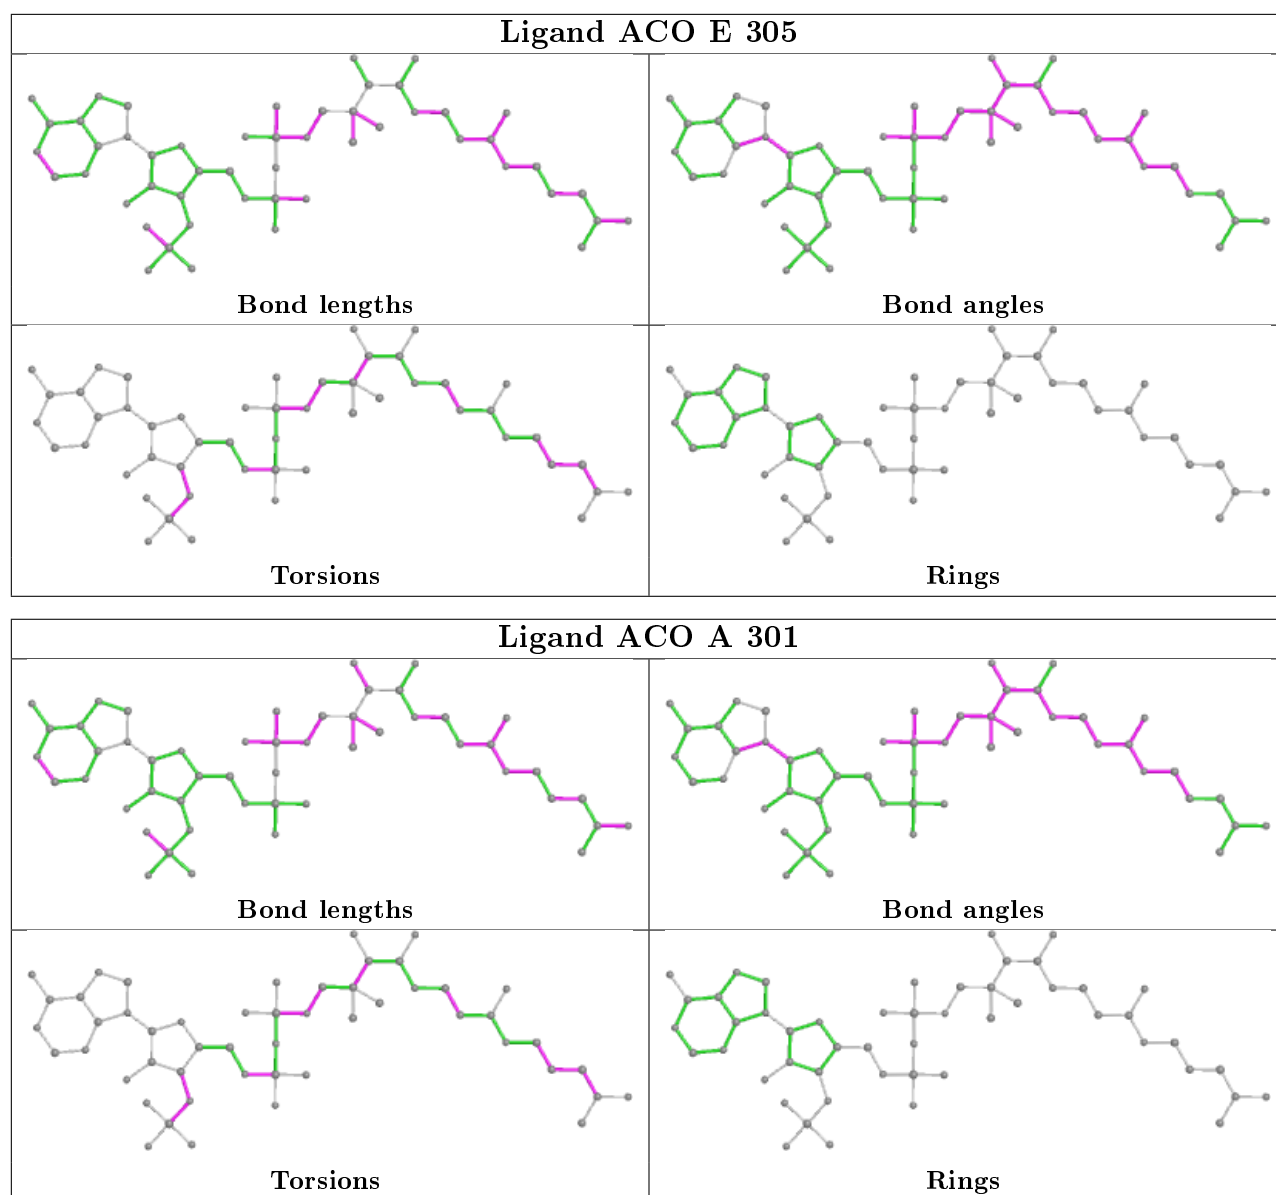 Ligand ACO E 305
Bond lengths
Bond angles
Torsions
Rings
Ligand ACO A 301
Bond lengths
Bond angles
Torsions
Rings